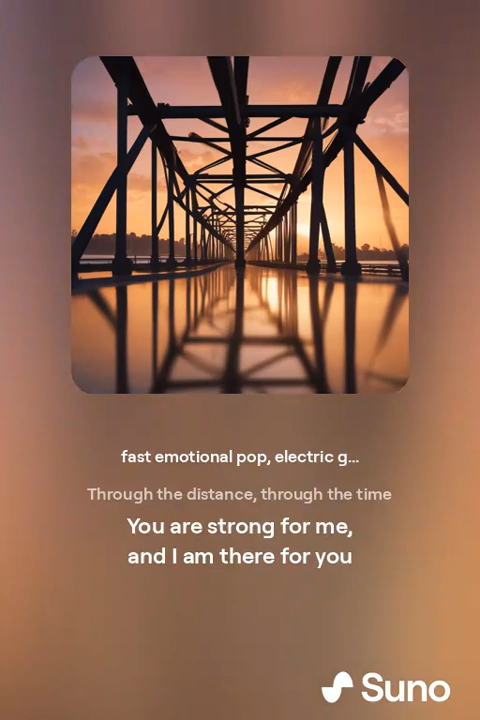 fast emotional pop, electric g...
Through the distance, through the time
You are strong for me,
and I am there for you
Suno